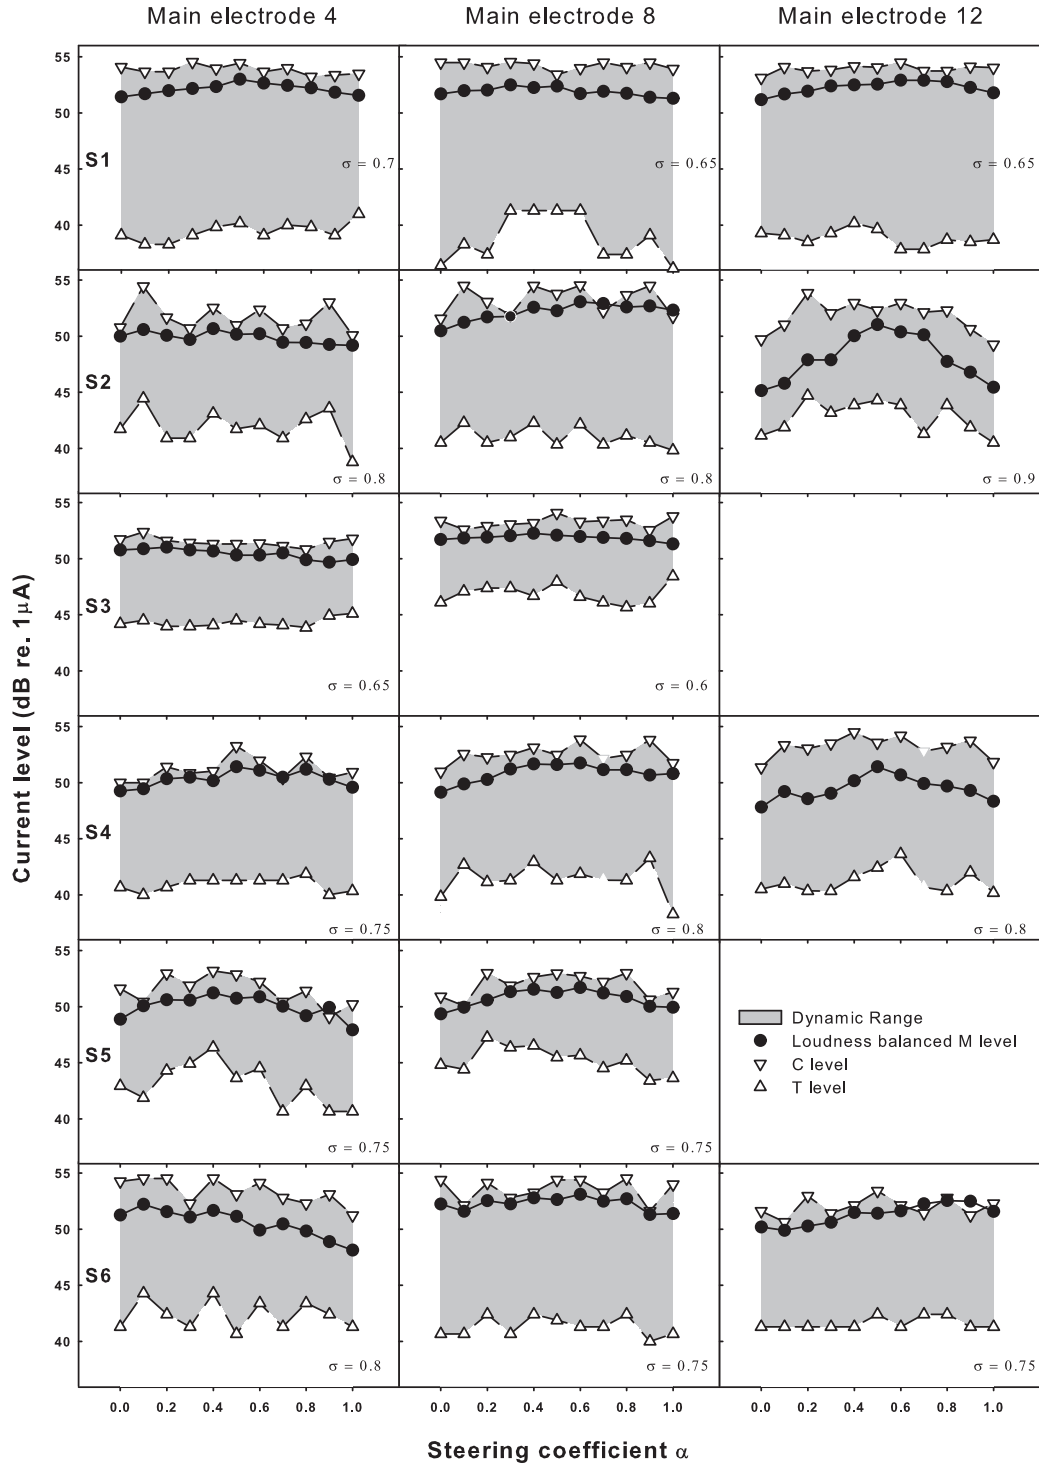 Main electrode 4 Main electrode 8 Main electrode 12
55
50
S1
45
σ = 0.7 σ = 0.65 σ = 0.65
40
55
50
S2
45
40
σ = 0.8 σ = 0.8 σ = 0.9
55
50
S3
45
40
σ = 0.65 σ = 0.6
55
50
S4
45
40
σ = 0.75 σ = 0.8 σ = 0.8
55
50
S5
45
40
σ = 0.75 σ = 0.75
Dynamic Range
Loudness balanced M level
C level
T level
55
50
S6
45
40
σ = 0.8 σ = 0.75 σ = 0.75
0.0 0.2 0.4 0.6 0.8 1.0 0.0 0.2 0.4 0.6 0.8 1.0 0.0 0.2 0.4 0.6 0.8 1.0
Steering coefficient α
Current level (dB re. 1μA)